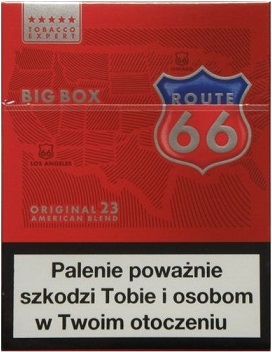 TOBACCO
EXPERT
BIG BOX
ROUTE
66
LOS ANGELES
ORIGINAL 23
AMERICAN BLEND
Palenie poważnie
szkodzi Tobie i osobom
w Twoim otoczeniu